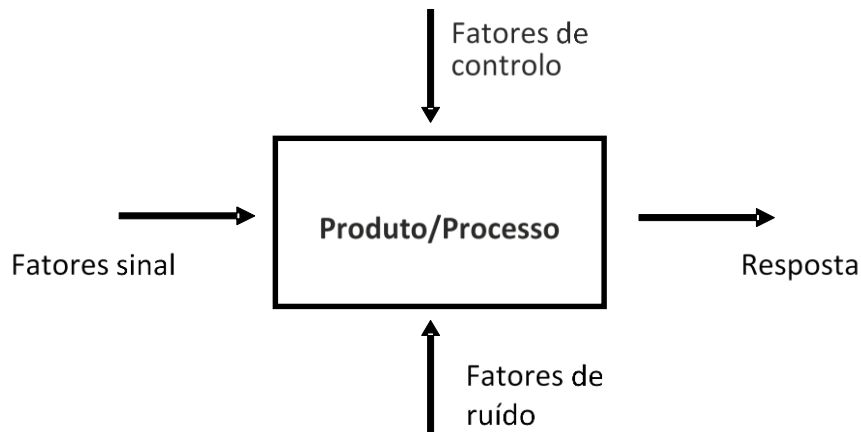 Fatores de
controlo
Produto/Processo
Fatores sinal
Resposta
Fatores de
ruído